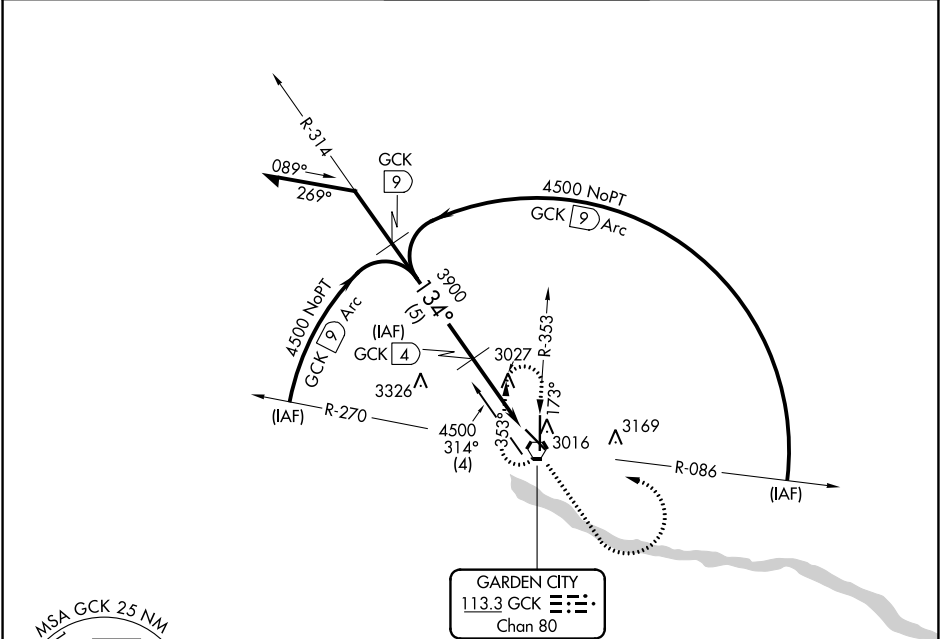 R-314
089°
269°
GCK
9
4500 NoPT
GCK 9 Arc
4500 NoPT
GCK 9 Arc
3900
134°
(5)
(IAF)
GCK 4
3326
3027
R-353
173°
353°
4500
314°
(4)
3016
3169
(IAF)
R-270
R-086
(IAF)
GARDEN CITY
113.3 GCK
Chan 80
MSA GCK 25 NM